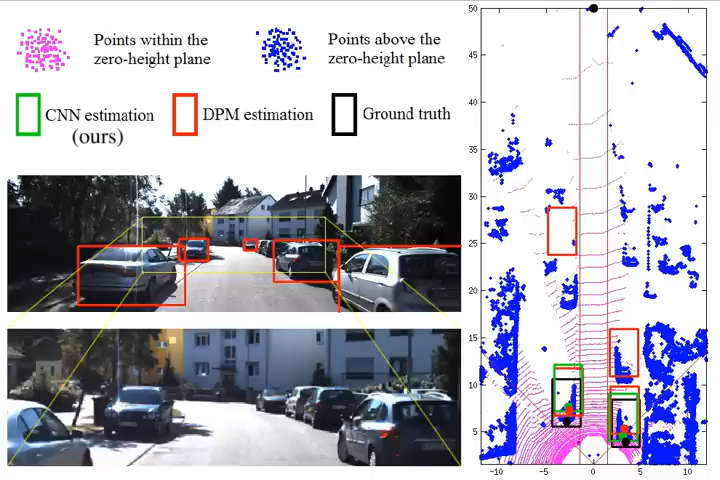 Points within the
zero-height plane
Points above the
zero-height plane
CNN estimation
(ours)
DPM estimation
Ground truth
50
45
40
35
30
25
20
15
10
5
−10
−5
0
5
10